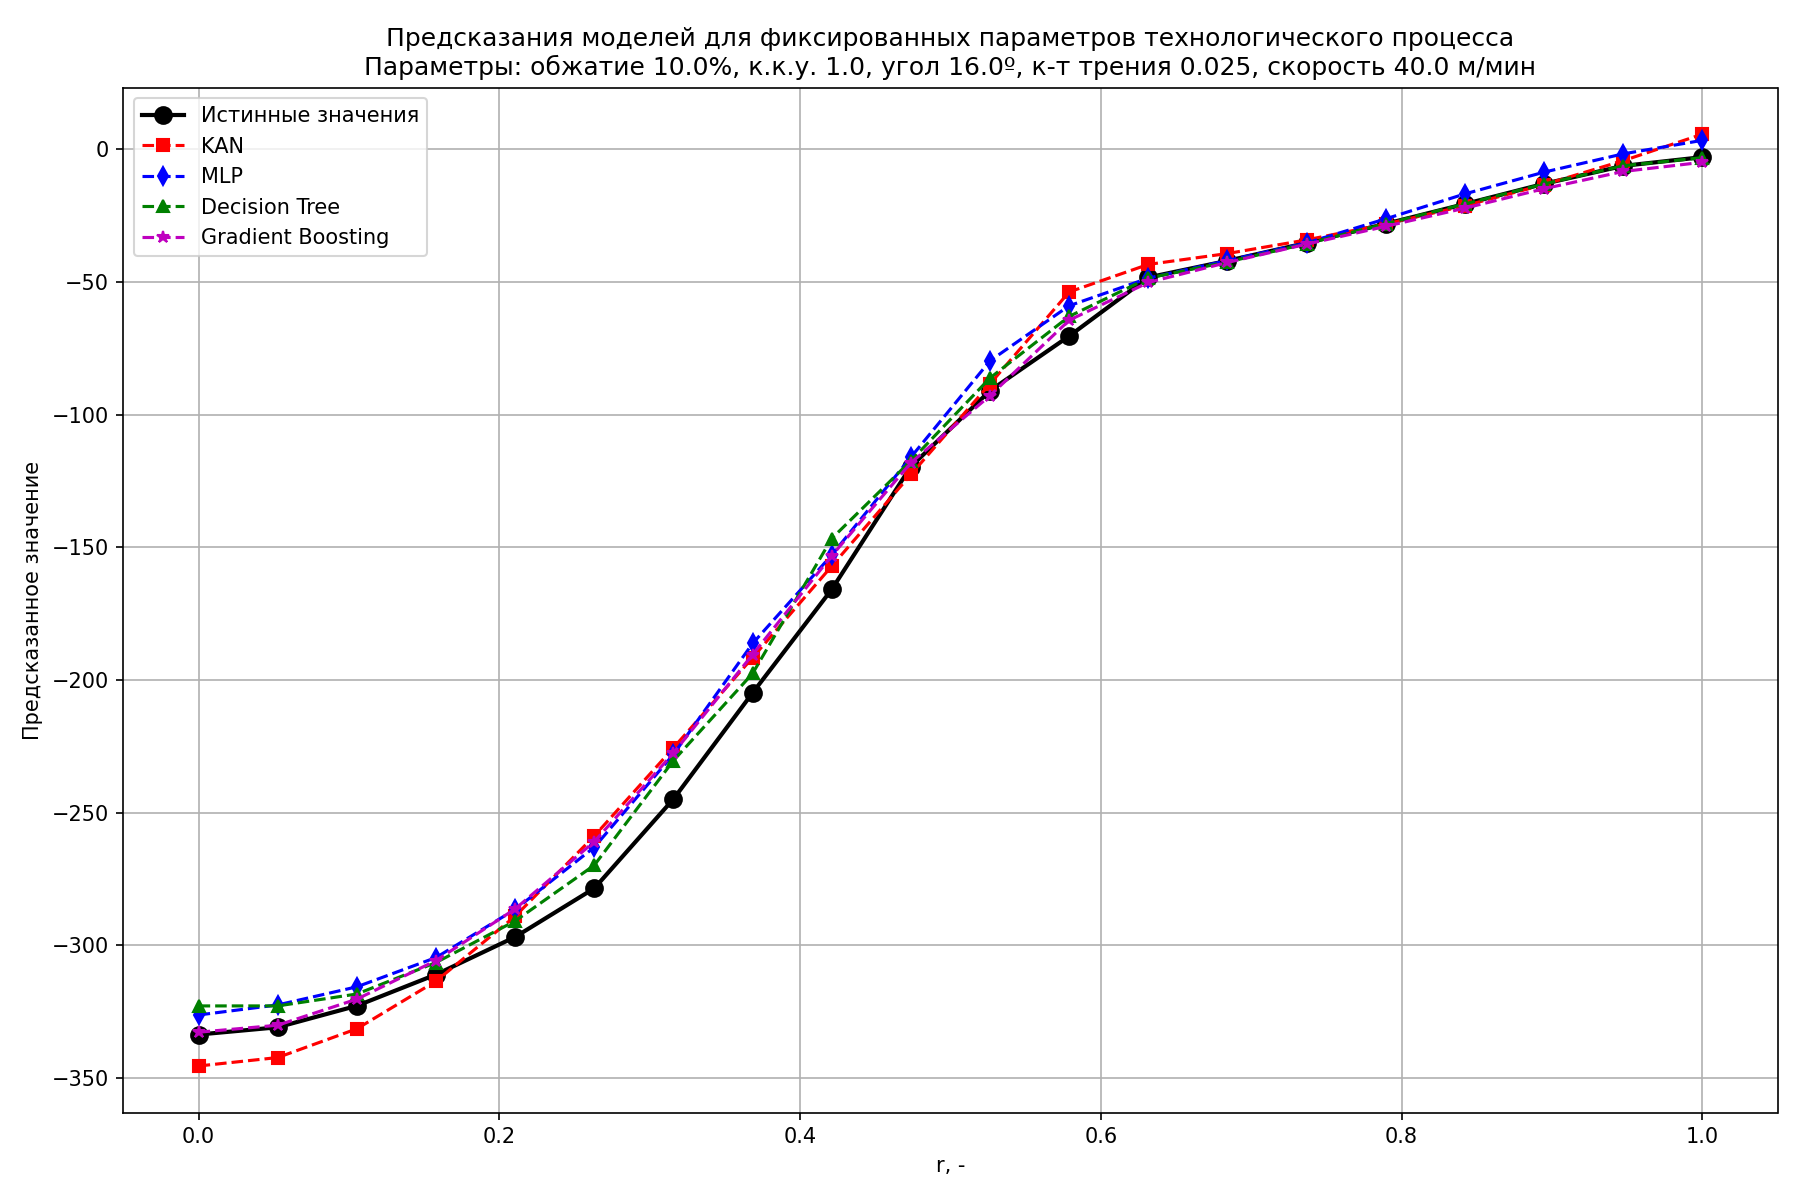 Предсказания моделей для фиксированных параметров технологического процесса
Параметры: обжатие 10.0%, к.к.у. 1.0, угол 16.0º, к-т трения 0.025, скорость 40.0 м/мин
Истинные значения
KAN
MLP
Decision Tree
Gradient Boosting
Предсказанное значение
0
−50
−100
−150
−200
−250
−300
−350
0.0 0.2 0.4 0.6 0.8 1.0
r, -